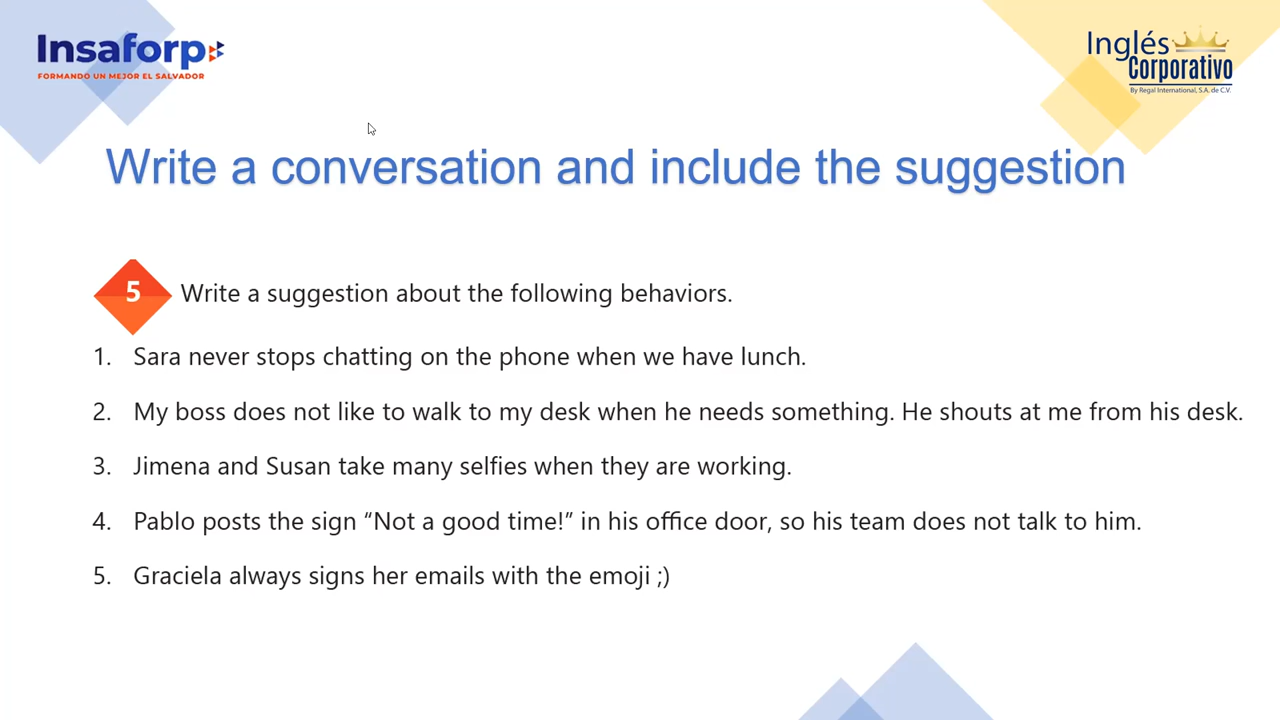 Insaforp
FORMANDO UN MEJOR EL SALVADOR
Inglés
Corporativo
By Regal International, S.A. de C.V.
Write a conversation and include the suggestion
5 Write a suggestion about the following behaviors.
1. Sara never stops chatting on the phone when we have lunch.
2. My boss does not like to walk to my desk when he needs something. He shouts at me from his desk.
3. Jimena and Susan take many selfies when they are working.
4. Pablo posts the sign “Not a good time!” in his office door, so his team does not talk to him.
5. Graciela always signs her emails with the emoji ;)